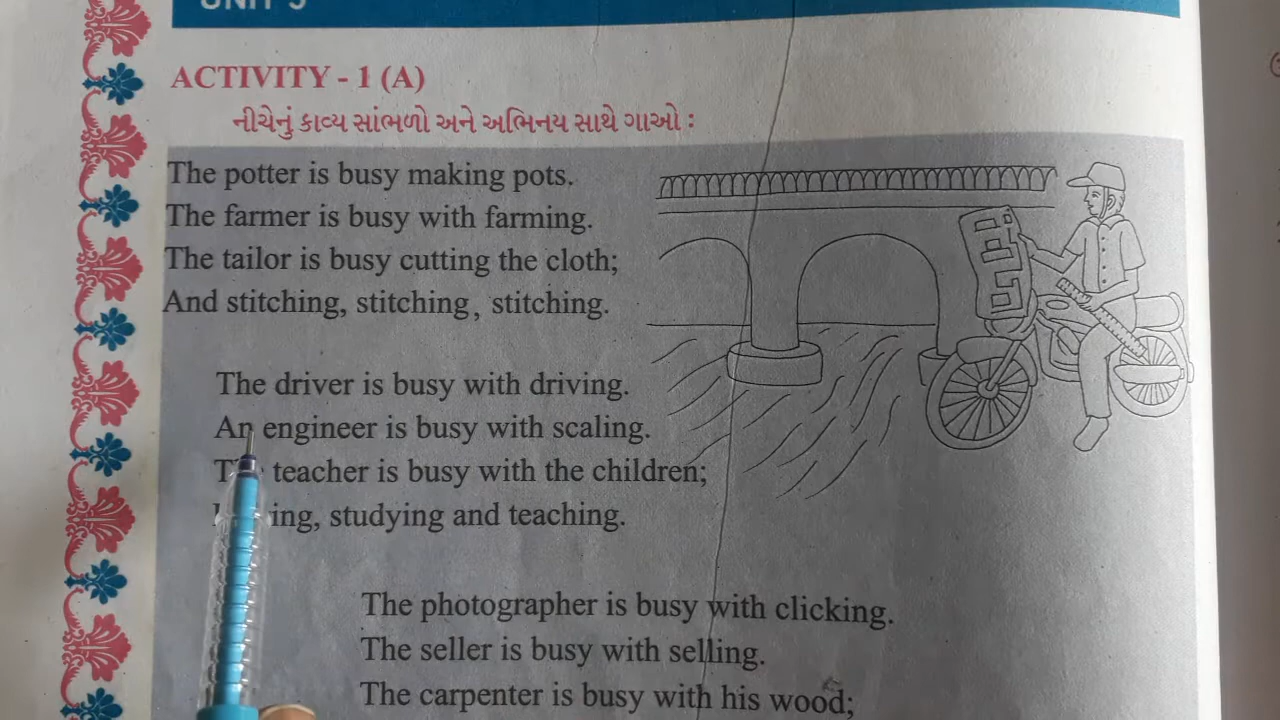 ACTIVITY - 1 (A)
નીચેનું કાવ્ય સાંભળો અને અભિનય સાથે ગાઓ :
The potter is busy making pots.
The farmer is busy with farming.
The tailor is busy cutting the cloth;
And stitching, stitching, stitching.
The driver is busy with driving.
An engineer is busy with scaling.
teacher is busy with the children;
studying and teaching.
The photographer is busy with clicking.
The seller is busy with selling.
The carpenter is busy with his wood;